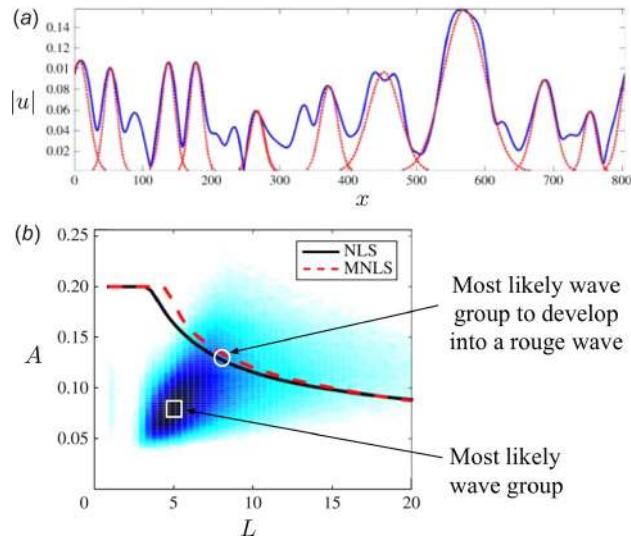 (a)
0.14
0.12
0.10
0.08
0.06
0.04
0.02
|u|
0 100 200 300 400 500 600 700 800
x
(b)
0.25
0.20
0.15
0.10
0.05
A
NLS
MNLS
0 5 10 15 20
L
Most likely wave
group to develop
into a rouge wave
Most likely
wave group